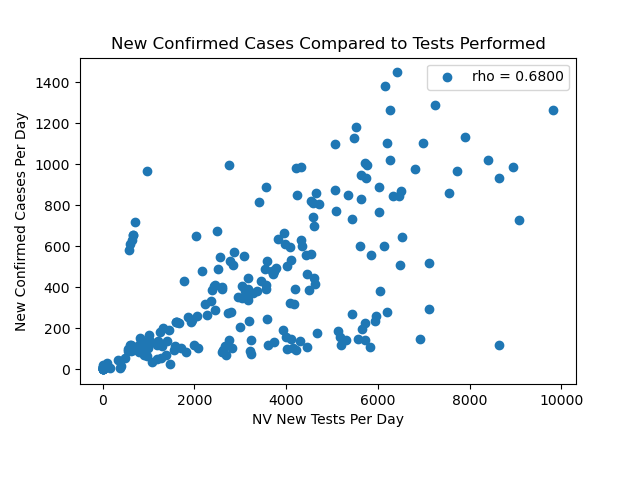 New Confirmed Cases Compared to Tests Performed
rho = 0.6800
1400
1200
1000
800
600
400
200
0
New Confirmed Caeses Per Day
0 2000 4000 6000 8000 10000
NV New Tests Per Day